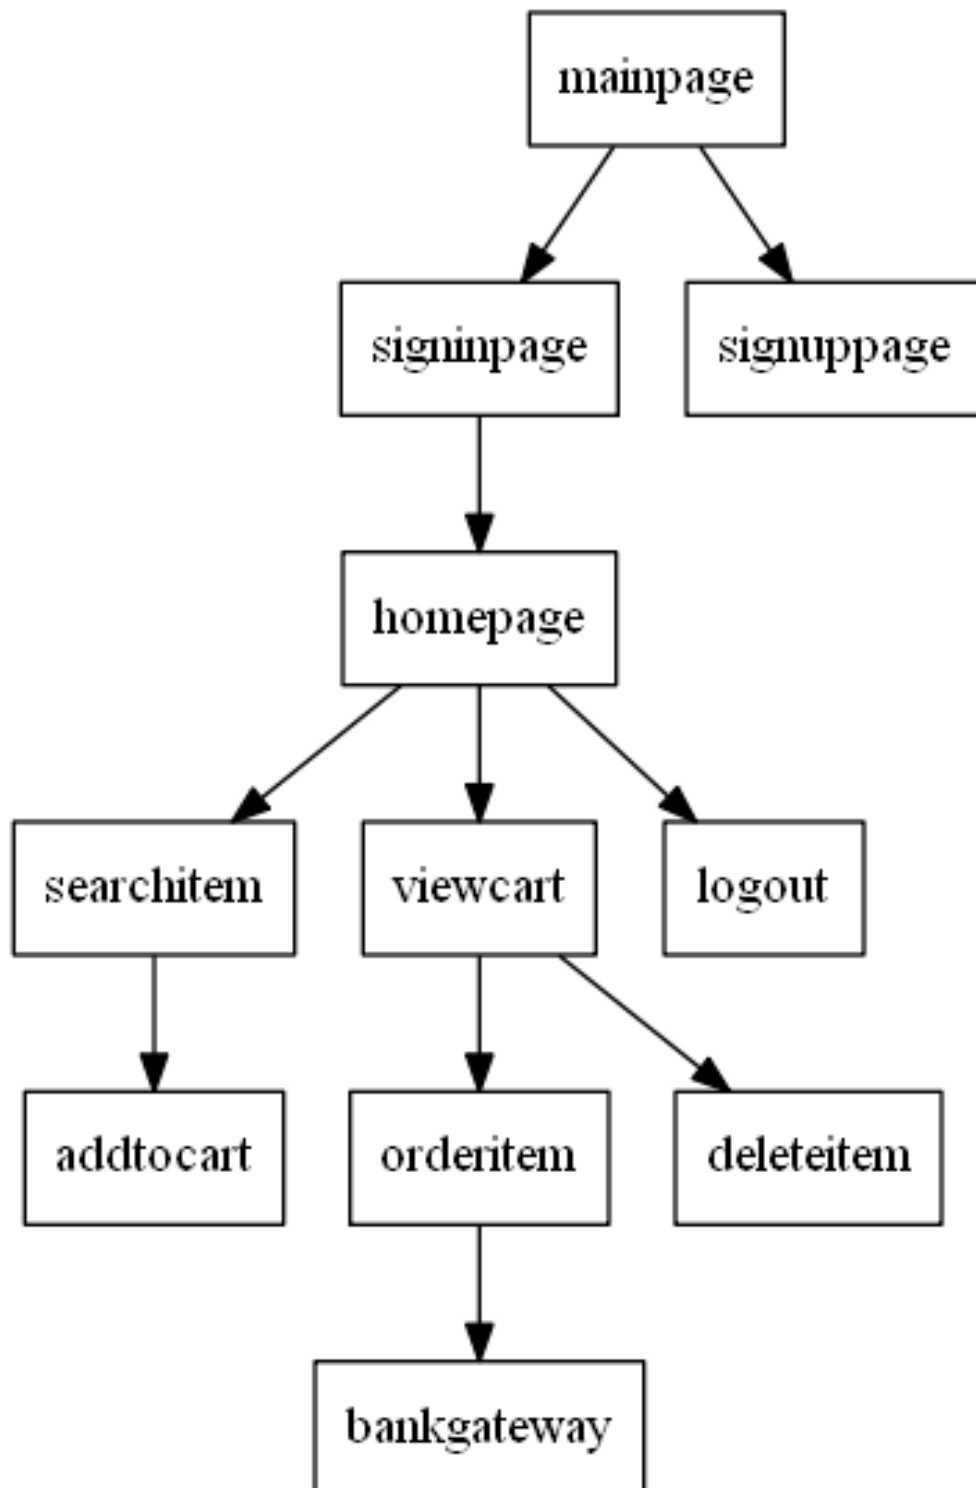 mainpage
signinpage
signuppage
homepage
searchitem
viewcart
logout
addtocart
orderitem
deleteitem
bankgateway